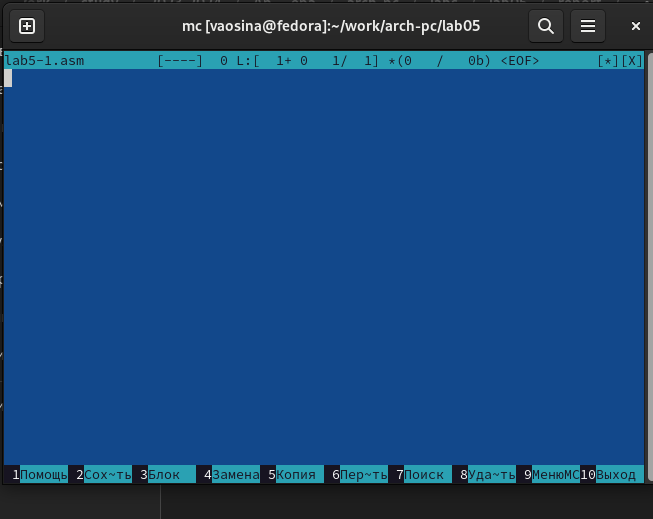 mc [vaosina@fedora]:~/work/arch-pc/lab05
lab5-1.asm [----] 0 L:[ 1+ 0 1/ 1] *(0 / 0b) <EOF> [*][X]
1Помощь 2Сох~ть 3Блок 4Замена 5Копия 6Пер~ть 7Поиск 8Уда~ть 9МенюMC 10Выход